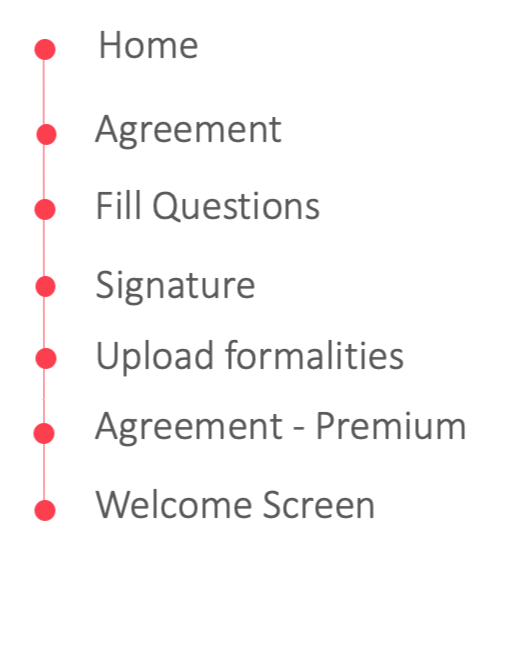 Home
Agreement
Fill Questions
Signature
Upload formalities
Agreement - Premium
Welcome Screen